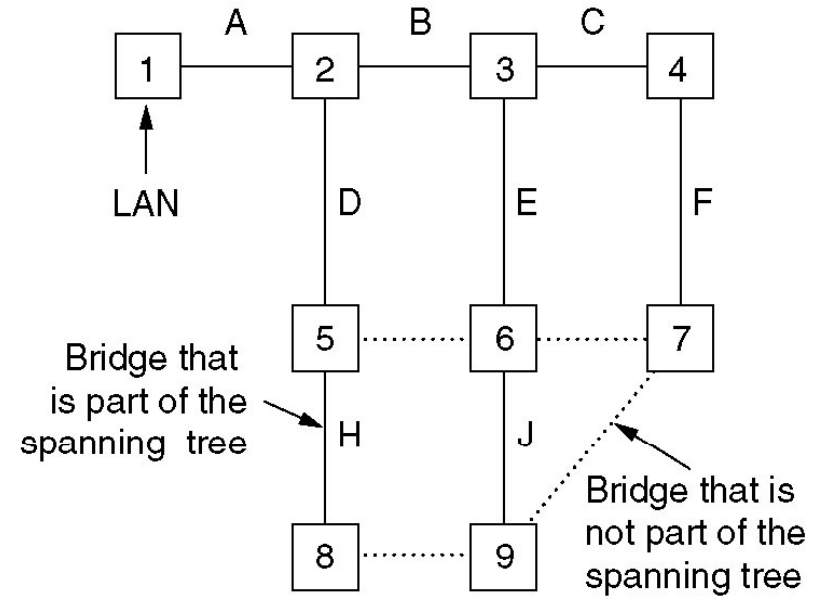 A B C
1 2 3 4
LAN D E F
5 6 7
Bridge that
is part of the
spanning tree
H J
Bridge that is
not part of the
spanning tree
8 9